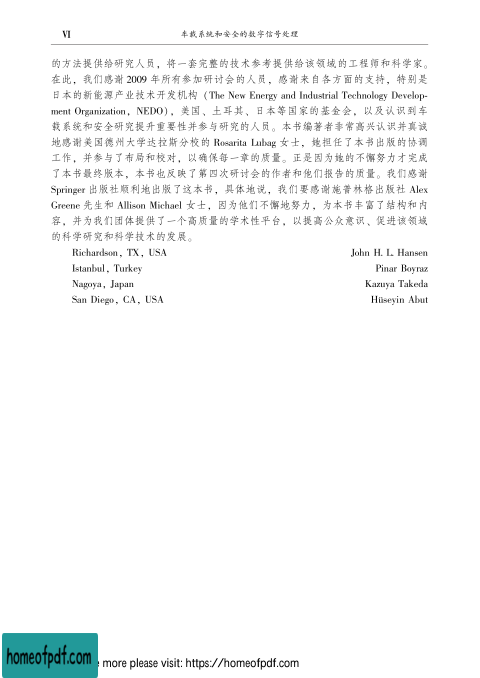 VI 车载系统和安全的数字信号处理
的方法提供给研究人员，将一套完整的技术参考提供给该领域的工程师和科学家。
在此，我们感谢 2009 年所有参加研讨会的人员，感谢来自各方面的支持，特别是
日本的新能源产业技术开发机构（The New Energy and Industrial Technology Develop-
ment Organization，NEDO），美国、土耳其、日本等国家的基金会，以及认识到车
载系统和安全研究提升重要性并参与研究的人员。本书编著者非常高兴认识并真诚
地感谢美国德州大学达拉斯分校的 Rosarita Lubag 女士，她担任了本书出版的协调
工作，并参与了布局和校对，以确保每一章的质量。正是因为她的不懈努力才完成
了本书最终版本，本书也反映了第四次研讨会的作者和他们报告的质量。我们感谢
Springer 出版社顺利地出版了这本书，具体地说，我们要感谢施普林格出版社 Alex
Greene 先生和 Allison Michael 女士，因为他们不懈地努力，为本书丰富了结构和内
容，并为我们团体提供了一个高质量的学术性平台，以提高公众意识、促进该领域
的科学研究和科学技术的发展。
Richardson，TX，USA John H. L. Hansen
Istanbul，Turkey Pinar Boyraz
Nagoya，Japan Kazuya Takeda
San Diego，CA，USA Hüseyin Abut
homeofpdf.com
more please visit: https://homeofpdf.com